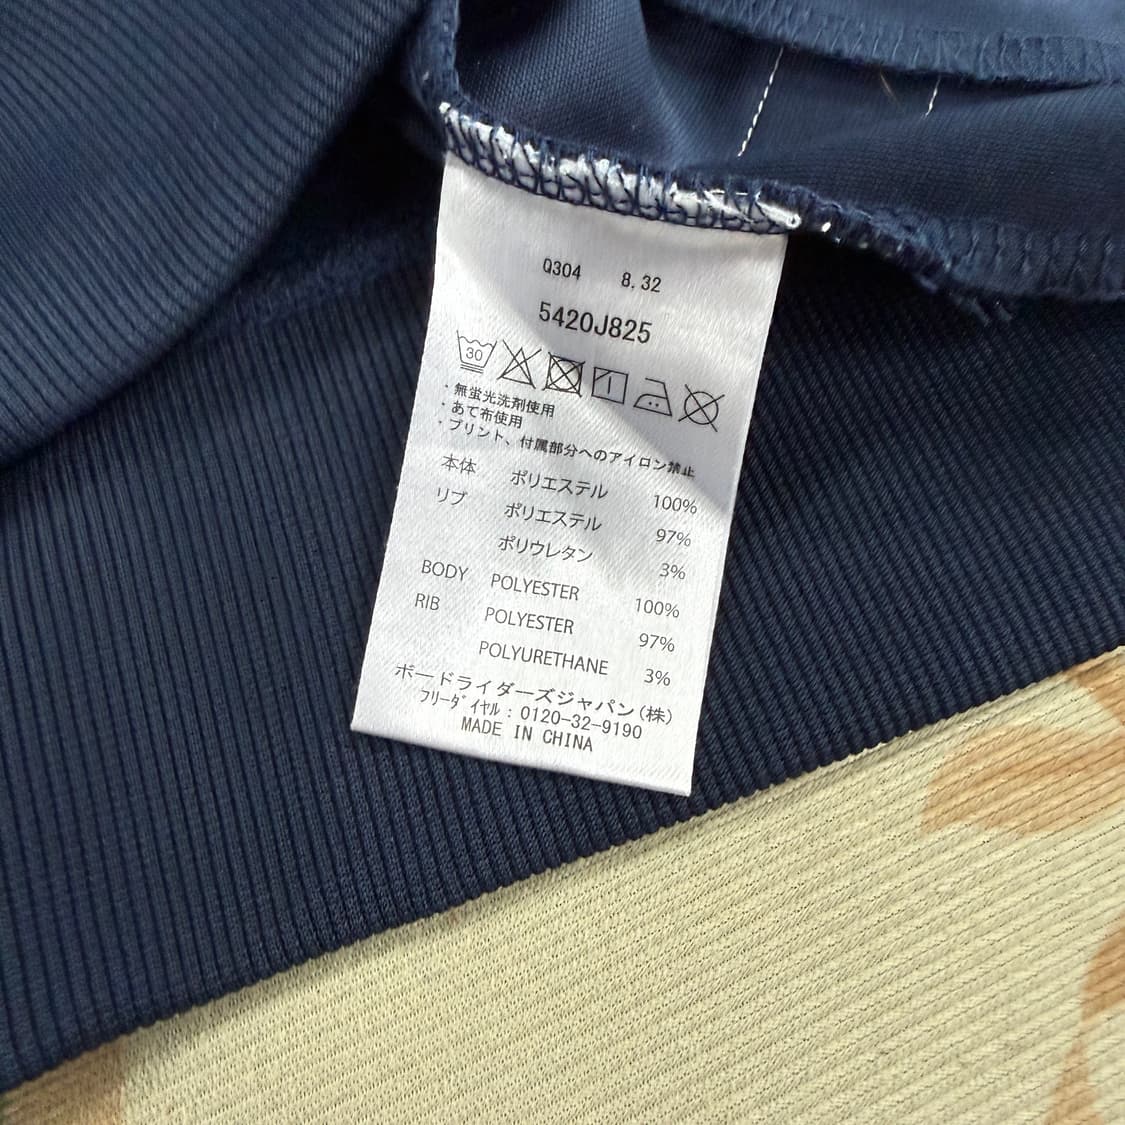 Q304 8,32
5420J825
30
・無蛍光洗剤使用
・あて布使用
・プリント、付属部分へのアイロン禁止
本体 ポリエステル 100%
リブ ポリエステル 97%
ポリウレタン 3%
BODY POLYESTER 100%
RIB POLYESTER 97%
POLYURETHANE 3%
ボードライダーズジャパン(株)
フリーダイヤル:0120-32-9190
MADE IN CHINA